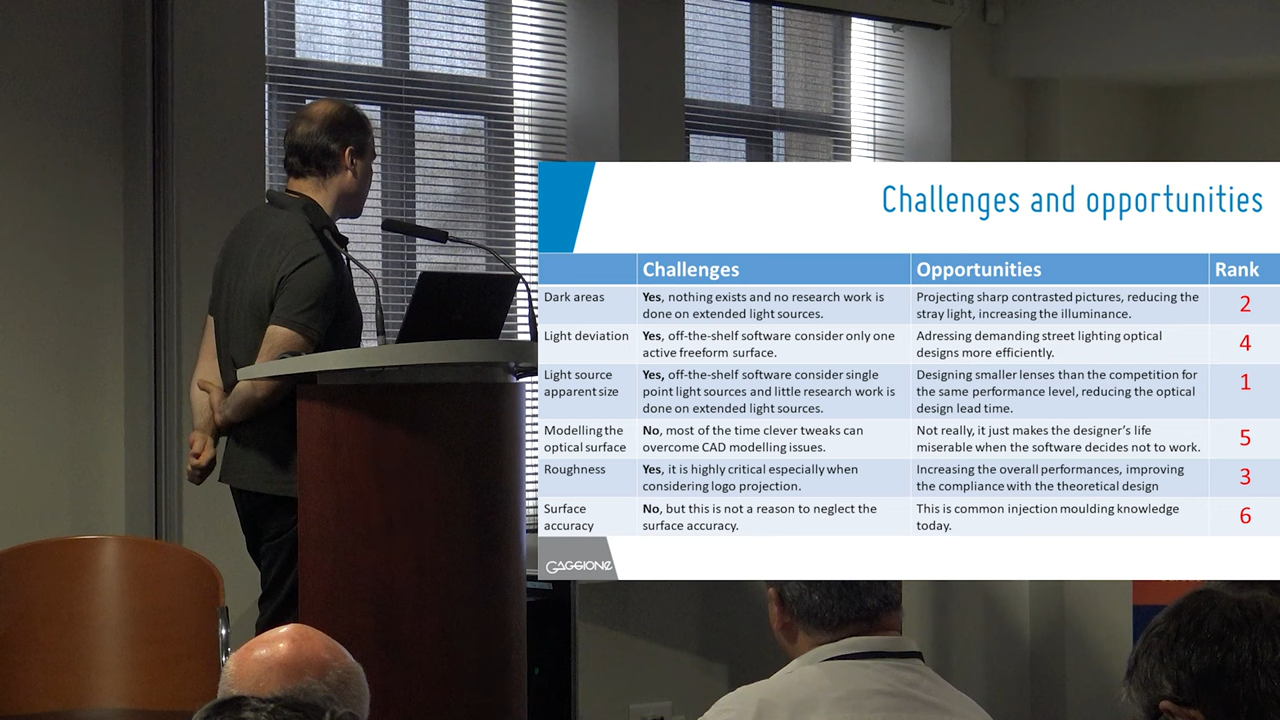 Challenges and opportunities
Challenges
Opportunities
Rank
Dark areas
Yes, nothing exists and no research work is
done on extended light sources.
Projecting sharp contrasted pictures, reducing the
stray light, increasing the illuminance.
2
Light deviation
Yes, off-the-shelf software consider only one
active freeform surface.
Adressing demanding street lighting optical
designs more efficiently.
4
Light source
apparent size
Yes, off-the-shelf software consider single
point light sources and little research work is
done on extended light sources.
Designing smaller lenses than the competition for
the same performance level, reducing the optical
design lead time.
1
Modelling the
optical surface
No, most of the time clever tweaks can
overcome CAD modelling issues.
Not really, it just makes the designer's life
miserable when the software decides not to work.
5
Roughness
Yes, it is highly critical especially when
considering logo projection.
Increasing the overall performances, improving
the compliance with the theoretical design
3
Surface
accuracy
No, but this is not a reason to neglect the
surface accuracy.
This is common injection moulding knowledge
today.
6
GAGGIONE